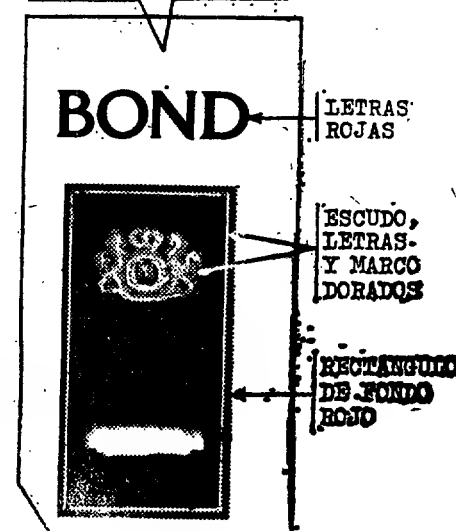 BOND
LETRAS
ROJAS
ESCUDO,
LETRAS
Y MARCO
DORADOS
RECTANGULO
DE FONDO
ROJO